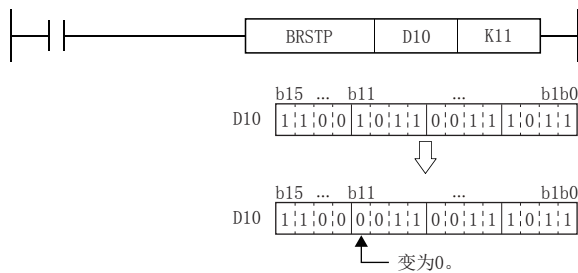 BRSTP D10 K11
b15 ... b11 ... b1b0
D10 1 1 0 0 1 0 1 1 0 0 1 1 1 0 1 1
b15 ... b11 ... b1b0
D10 1 1 0 0 0 0 1 1 0 0 1 1 1 0 1 1
变为0。